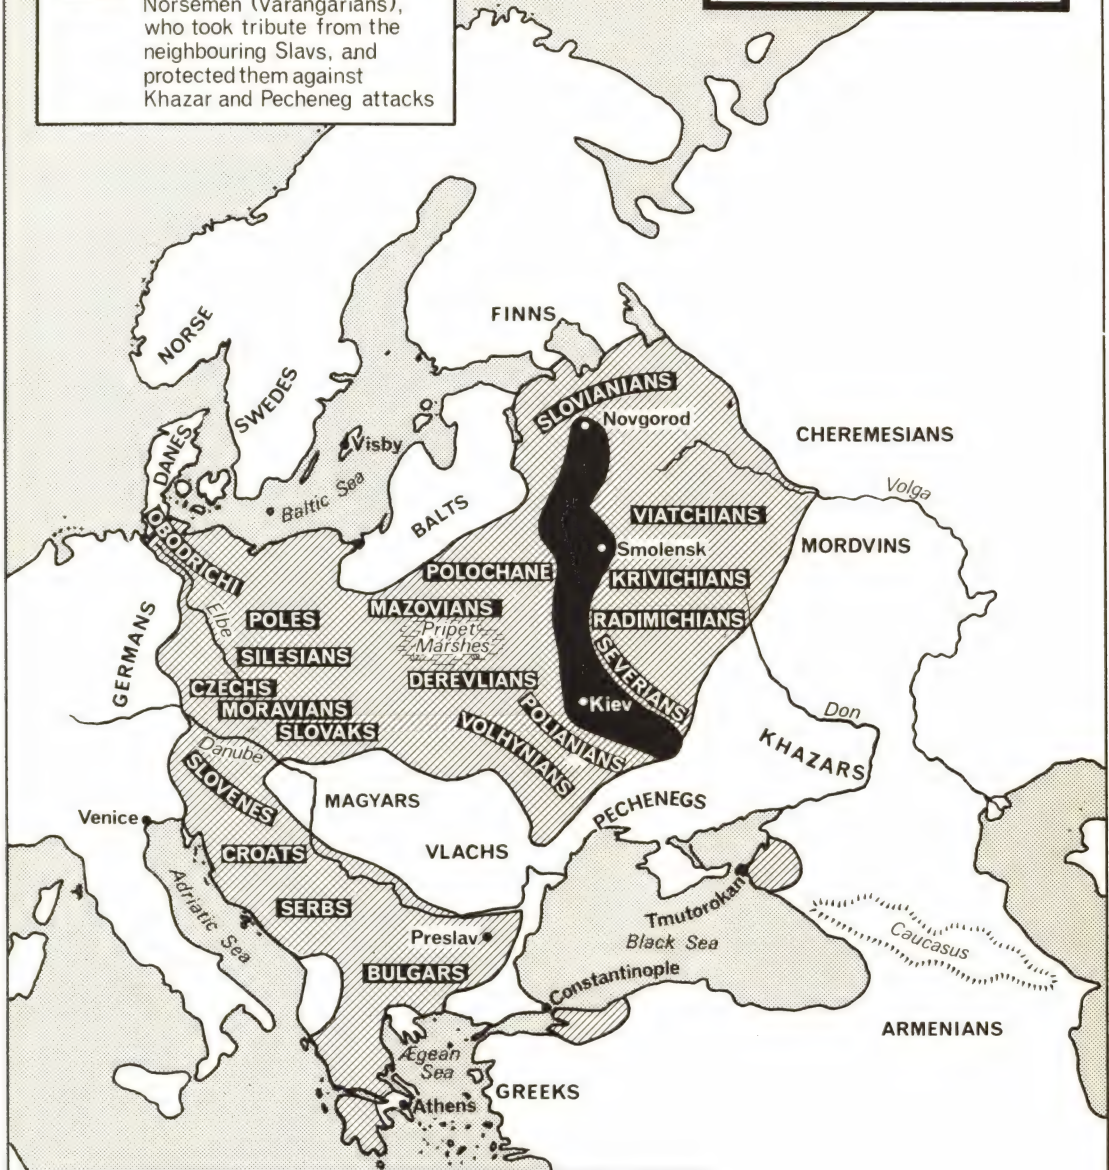 Norsemen (Varangarians),
who took tribute from the
neighbouring Slavs, and
protected them against
Khazar and Pecheneg attacks
FINNS
NORSE
SLOVIANIANS
SWEDES
Novgorod
DANES
Visby
CHEREMESIANS
Baltic Sea
Volga
BALTS
VIATCHIANS
OBODRICHI
Smolensk
MORDVINS
POLOCHANE
KRIVICHIANS
MAZOVIANS
Elbe
POLES
RADIMICHIANS
Pripet
Marshes
GERMANS
SILESIANS
SEVERIANS
DEREVLIANS
CZECHS
Kiev
MORAVIANS
POLIANIANS
Don
SLOVAKS
VOLHYNIANS
Danube
KHAZARS
SLOVENES
MAGYARS
PECHENEGS
Venice
VLACHS
CROATS
Adriatic Sea
Tmutorokan
SERBS
Preslav
Black Sea
Caucasus
BULGARS
Constantinople
ARMENIANS
Ægean
Sea
GREEKS
Athens